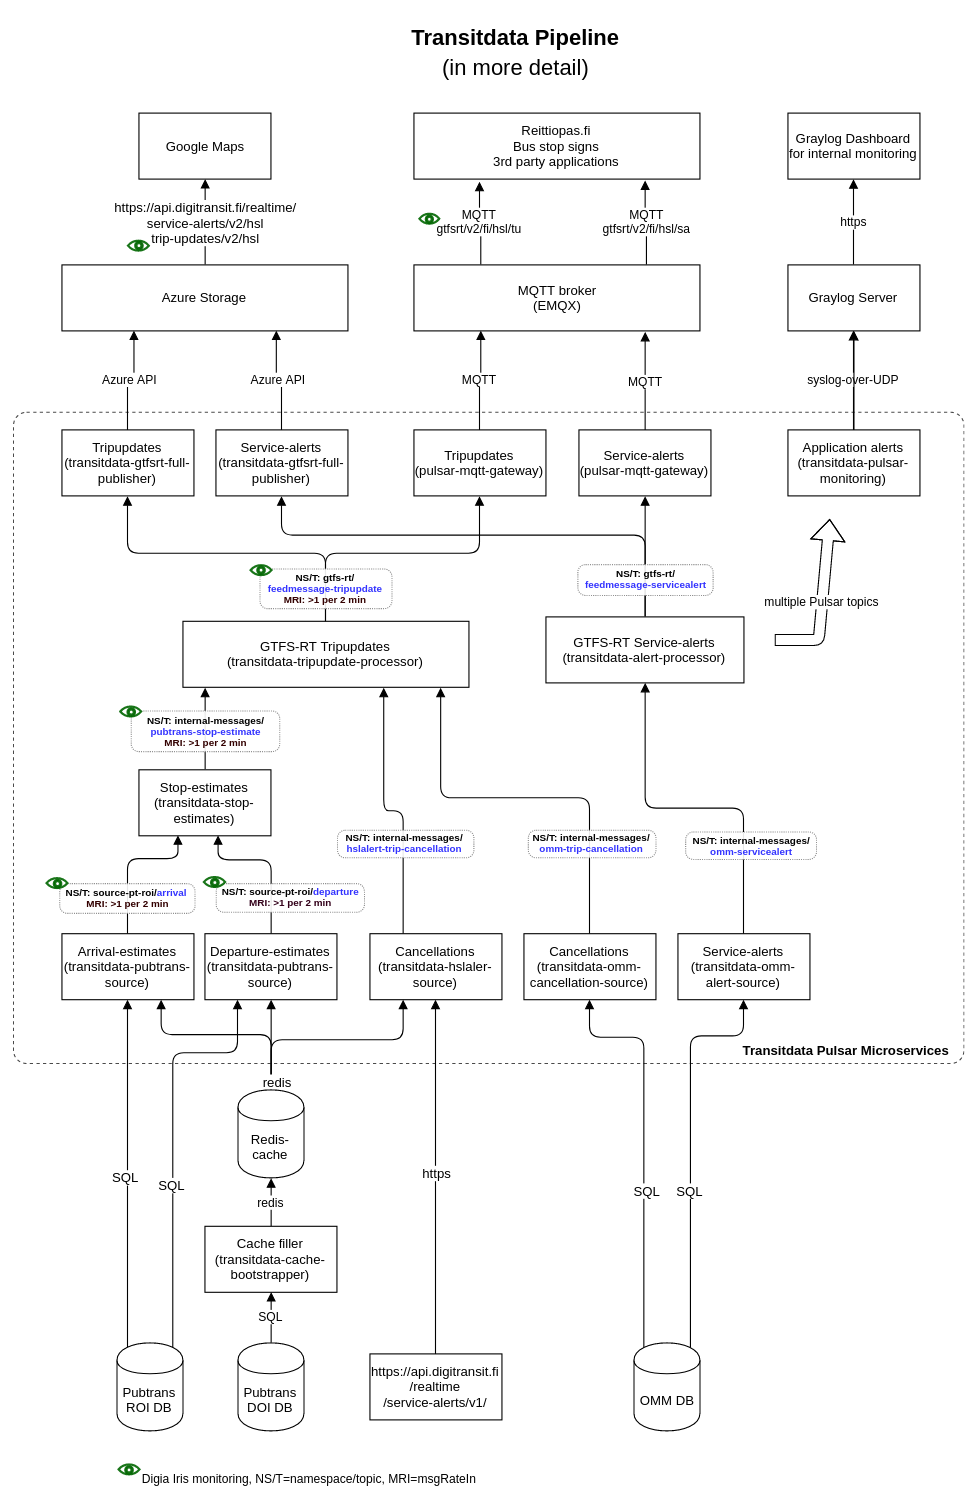 Transitdata Pipeline
(in more detail)
Google Maps
Reittiopas.fi
Bus stop signs
3rd party applications
Graylog Dashboard
for internal monitoring
https://api.digitransit.fi/realtime/
service-alerts/v2/hsl
trip-updates/v2/hsl
MQTT
gtfsrt/v2/fi/hsl/tu
MQTT
gtfsrt/v2/fi/hsl/sa
https
Azure Storage
MQTT broker
(EMQX)
Graylog Server
Azure API
Azure API
MQTT
MQTT
syslog-over-UDP
Tripupdates
(transitdata-gtfsrt-full-
publisher)
Service-alerts
(transitdata-gtfsrt-full-
publisher)
Tripupdates
(pulsar-mqtt-gateway)
Service-alerts
(pulsar-mqtt-gateway)
Application alerts
(transitdata-pulsar-
monitoring)
NS/T: gtfs-rt/
feedmessage-tripupdate
MRI: >1 per 2 min
NS/T: gtfs-rt/
feedmessage-servicealert
multiple Pulsar topics
GTFS-RT Tripupdates
(transitdata-tripupdate-processor)
GTFS-RT Service-alerts
(transitdata-alert-processor)
NS/T: internal-messages/
pubtrans-stop-estimate
MRI: >1 per 2 min
Stop-estimates
(transitdata-stop-
estimates)
NS/T: internal-messages/
hslalert-trip-cancellation
NS/T: internal-messages/
omm-trip-cancellation
NS/T: internal-messages/
omm-servicealert
NS/T: source-pt-roi/arrival
MRI: >1 per 2 min
NS/T: source-pt-roi/departure
MRI: >1 per 2 min
Arrival-estimates
(transitdata-pubtrans-
source)
Departure-estimates
(transitdata-pubtrans-
source)
Cancellations
(transitdata-hslaler-
source)
Cancellations
(transitdata-omm-
cancellation-source)
Service-alerts
(transitdata-omm-
alert-source)
Transitdata Pulsar Microservices
redis
Redis-
cache
SQL
SQL
https
SQL
SQL
redis
Cache filler
(transitdata-cache-
bootstrapper)
SQL
Pubtrans
ROI DB
Pubtrans
DOI DB
https://api.digitransit.fi
/realtime
/service-alerts/v1/
OMM DB
Digia Iris monitoring, NS/T=namespace/topic, MRI=msgRateIn